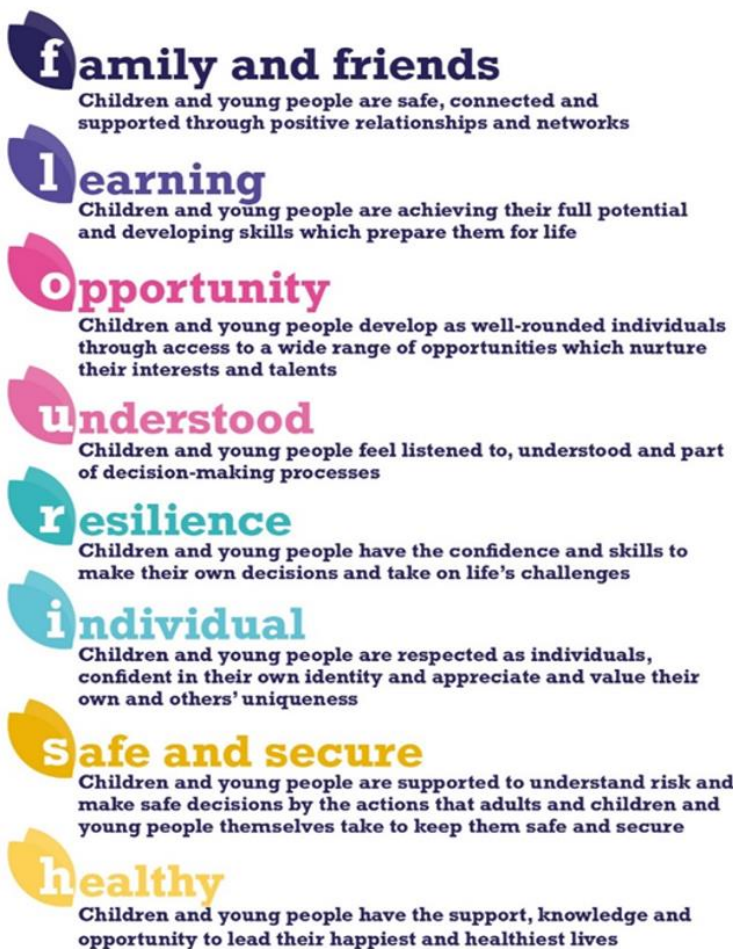 family and friends
Children and young people are safe, connected and
supported through positive relationships and networks
learning
Children and young people are achieving their full potential
and developing skills which prepare them for life
opportunity
Children and young people develop as well-rounded individuals
through access to a wide range of opportunities which nurture
their interests and talents
understood
Children and young people feel listened to, understood and part
of decision-making processes
resilience
Children and young people have the confidence and skills to
make their own decisions and take on life's challenges
individual
Children and young people are respected as individuals,
confident in their own identity and appreciate and value their
own and others' uniqueness
safe and secure
Children and young people are supported to understand risk and
make safe decisions by the actions that adults and children and
young people themselves take to keep them safe and secure
healthy
Children and young people have the support, knowledge and
opportunity to lead their happiest and healthiest lives